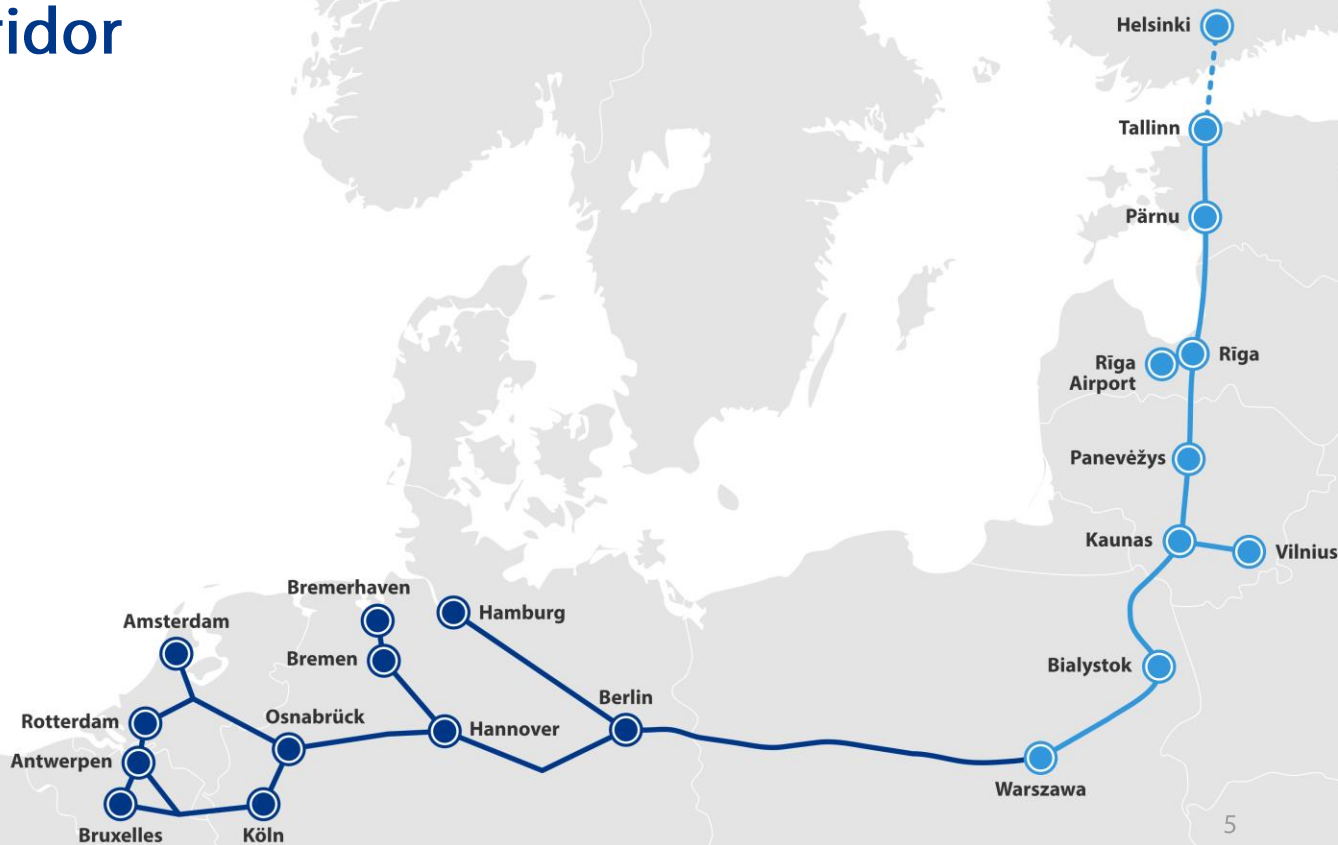 ridor
Helsinki
Tallinn
Pärnu
Rīga
Rīga
Airport
Panevėžys
Kaunas
Vilnius
Bialystok
Warszawa
Bremerhaven
Hamburg
Amsterdam
Bremen
Berlin
Rotterdam
Osnabrück
Hannover
Antwerpen
Bruxelles
Köln
5